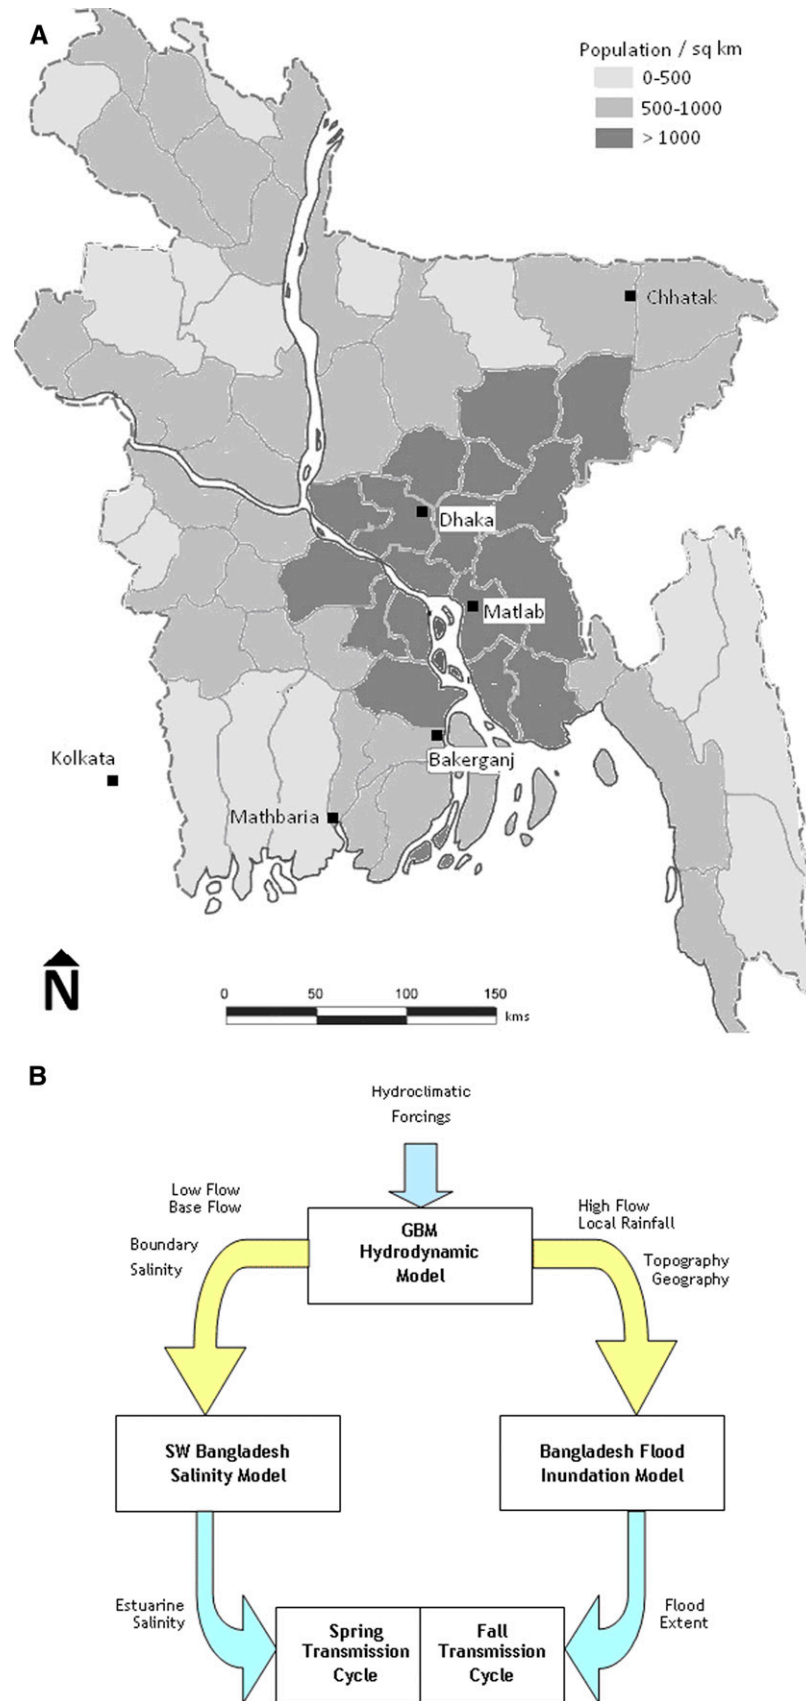 A
Population / sq km
0-500
500-1000
> 1000
Chhatak
Dhaka
Matlab
Kolkata
Bakerganj
Mathbaria
N
0 50 100 150
kms
B
Hydroclimatic
Forcings
Low Flow
Base Flow
Boundary
Salinity
GBM
Hydrodynamic
Model
High Flow
Local Rainfall
Topography
Geography
SW Bangladesh
Salinity Model
Bangladesh Flood
Inundation Model
Estuarine
Salinity
Spring
Transmission
Cycle
Fall
Transmission
Cycle
Flood
Extent